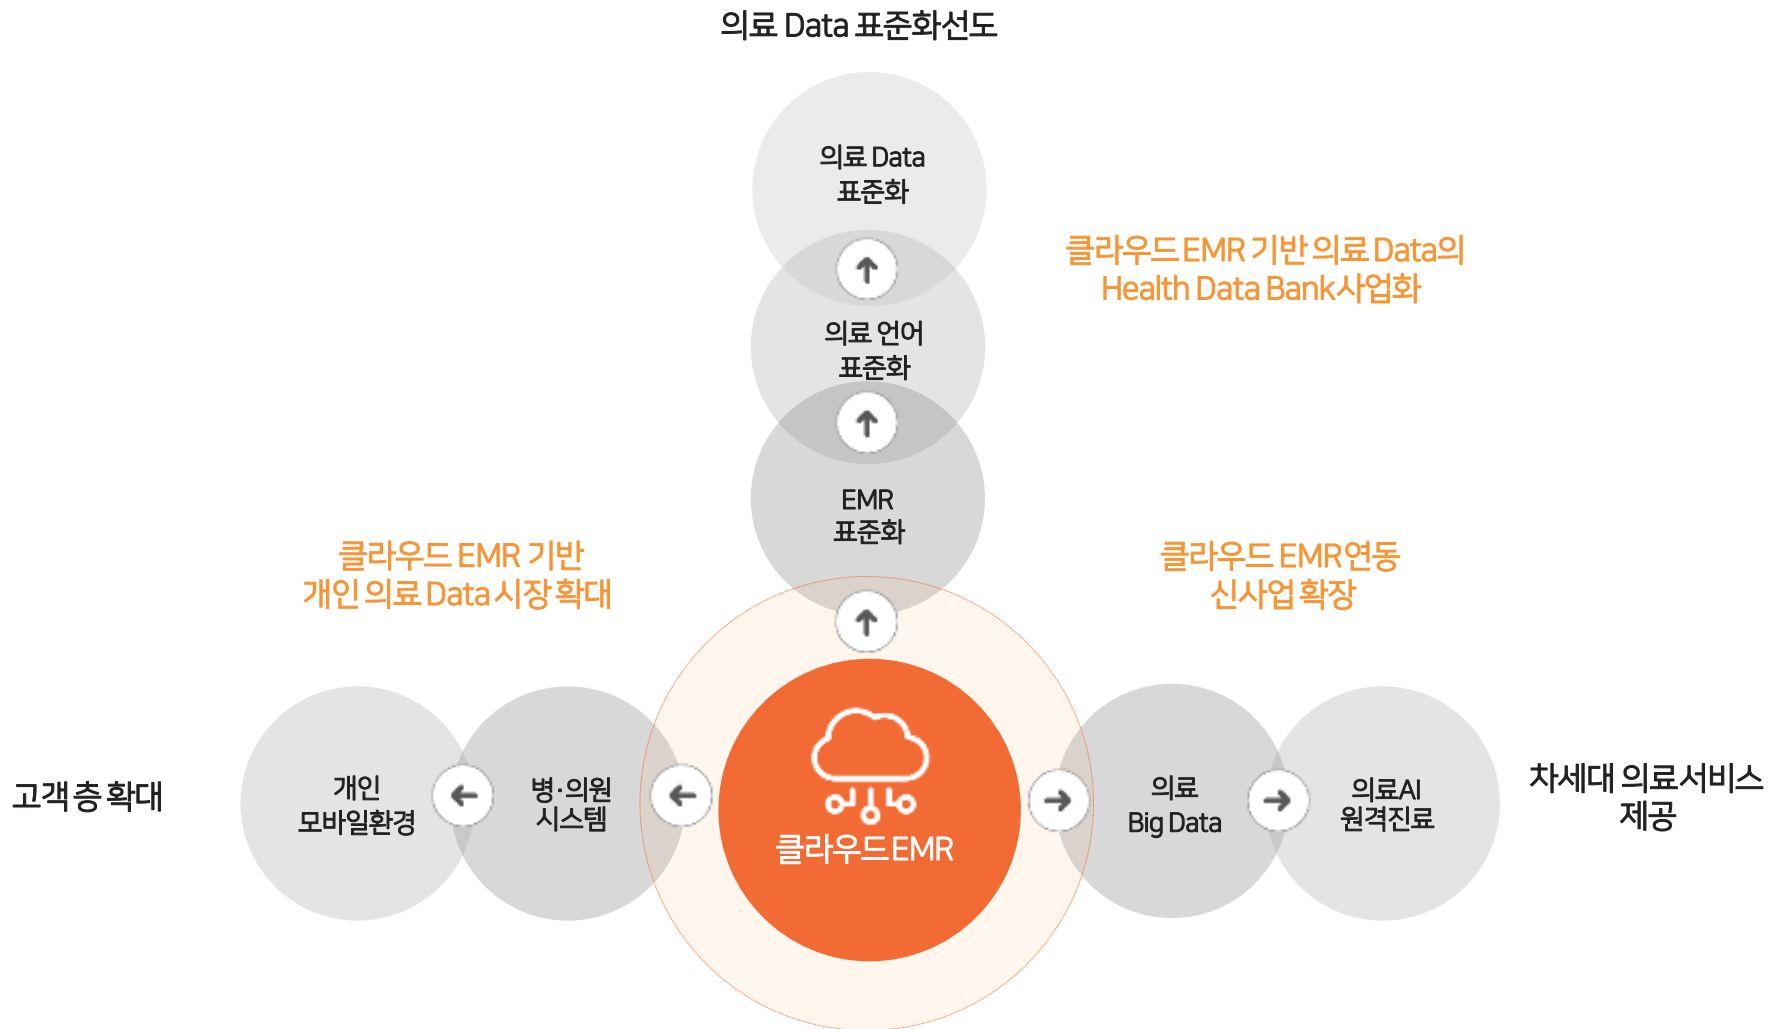 의료 Data 표준화선도
의료 Data
표준화
클라우드 EMR 기반 의료 Data의
Health Data Bank사업화
의료 언어
표준화
EMR
표준화
클라우드 EMR 기반
개인 의료 Data 시장 확대
클라우드 EMR연동
신사업 확장
고객 층 확대
개인
모바일환경
병·의원
시스템
클라우드 EMR
의료
Big Data
의료AI
원격진료
차세대 의료서비스
제공